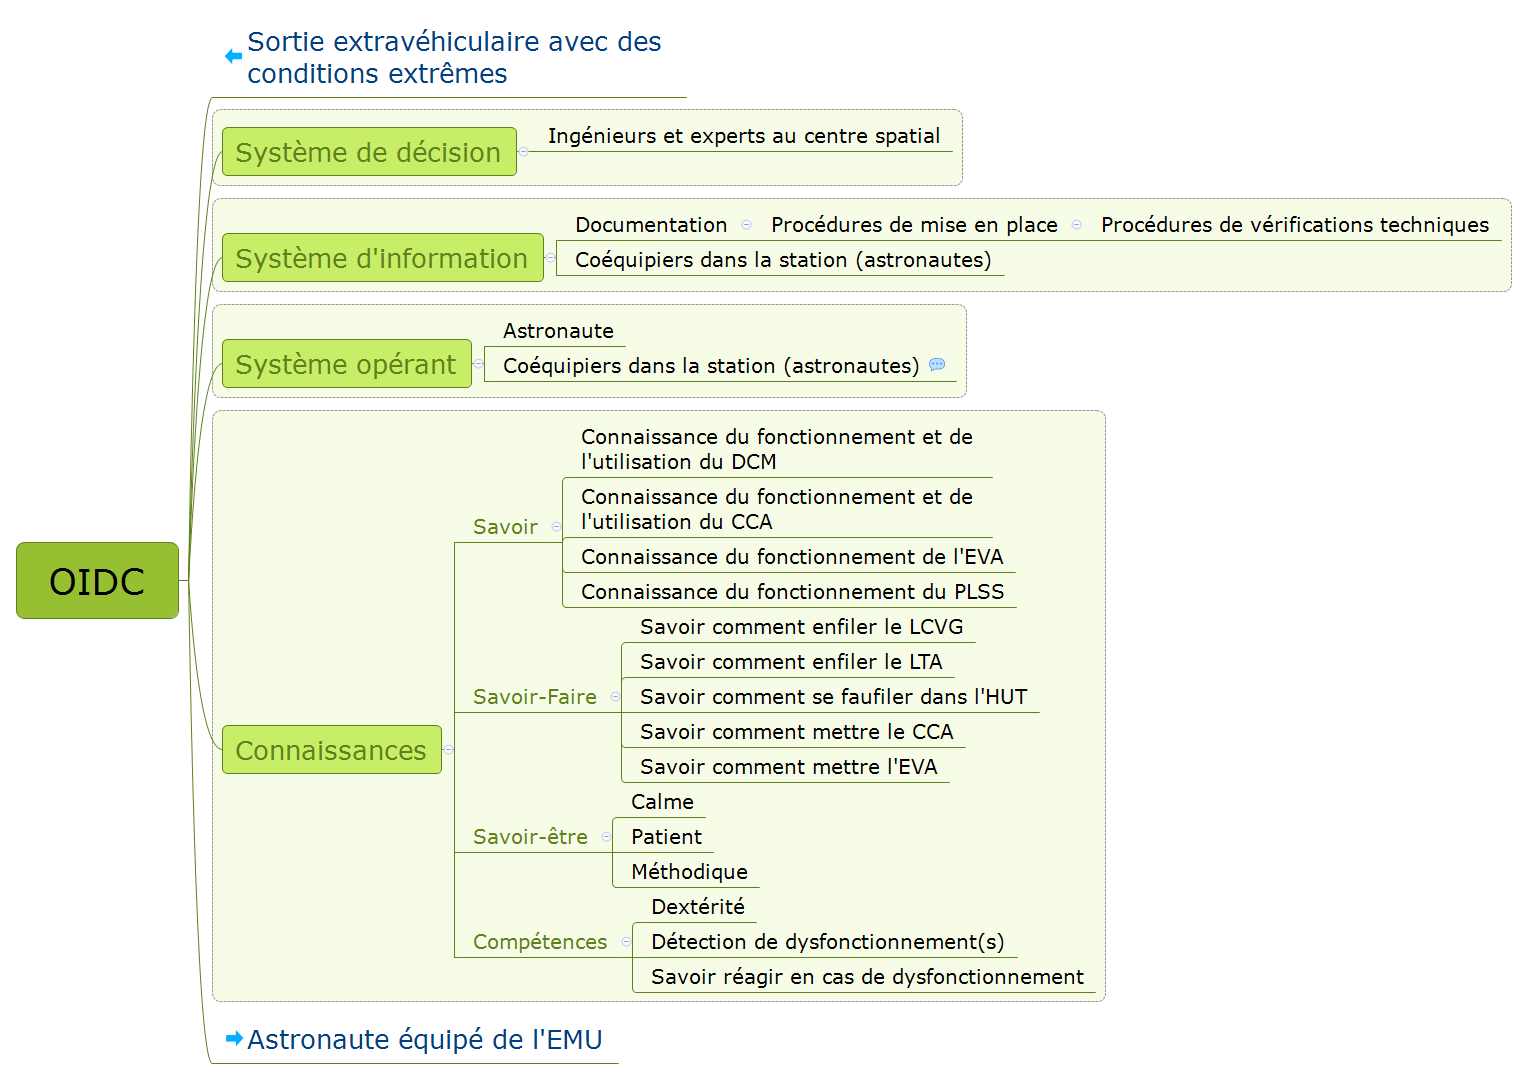 Sortie extravéhiculaire avec des
conditions extrêmes
Système de décision
Ingénieurs et experts au centre spatial
Système d'information
Documentation
Procédures de mise en place
Procédures de vérifications techniques
Coéquipiers dans la station (astronautes)
Système opérant
Astronaute
Coéquipiers dans la station (astronautes)
OIDC
Connaissances
Savoir
Connaissance du fonctionnement et de
l'utilisation du DCM
Connaissance du fonctionnement et de
l'utilisation du CCA
Connaissance du fonctionnement de l'EVA
Connaissance du fonctionnement du PLSS
Savoir-Faire
Savoir comment enfiler le LCVG
Savoir comment enfiler le LTA
Savoir comment se faufiler dans l'HUT
Savoir comment mettre le CCA
Savoir comment mettre l'EVA
Savoir-être
Calme
Patient
Méthodique
Compétences
Dextérité
Détection de dysfonctionnement(s)
Savoir réagir en cas de dysfonctionnement
Astronaute équipé de l'EMU